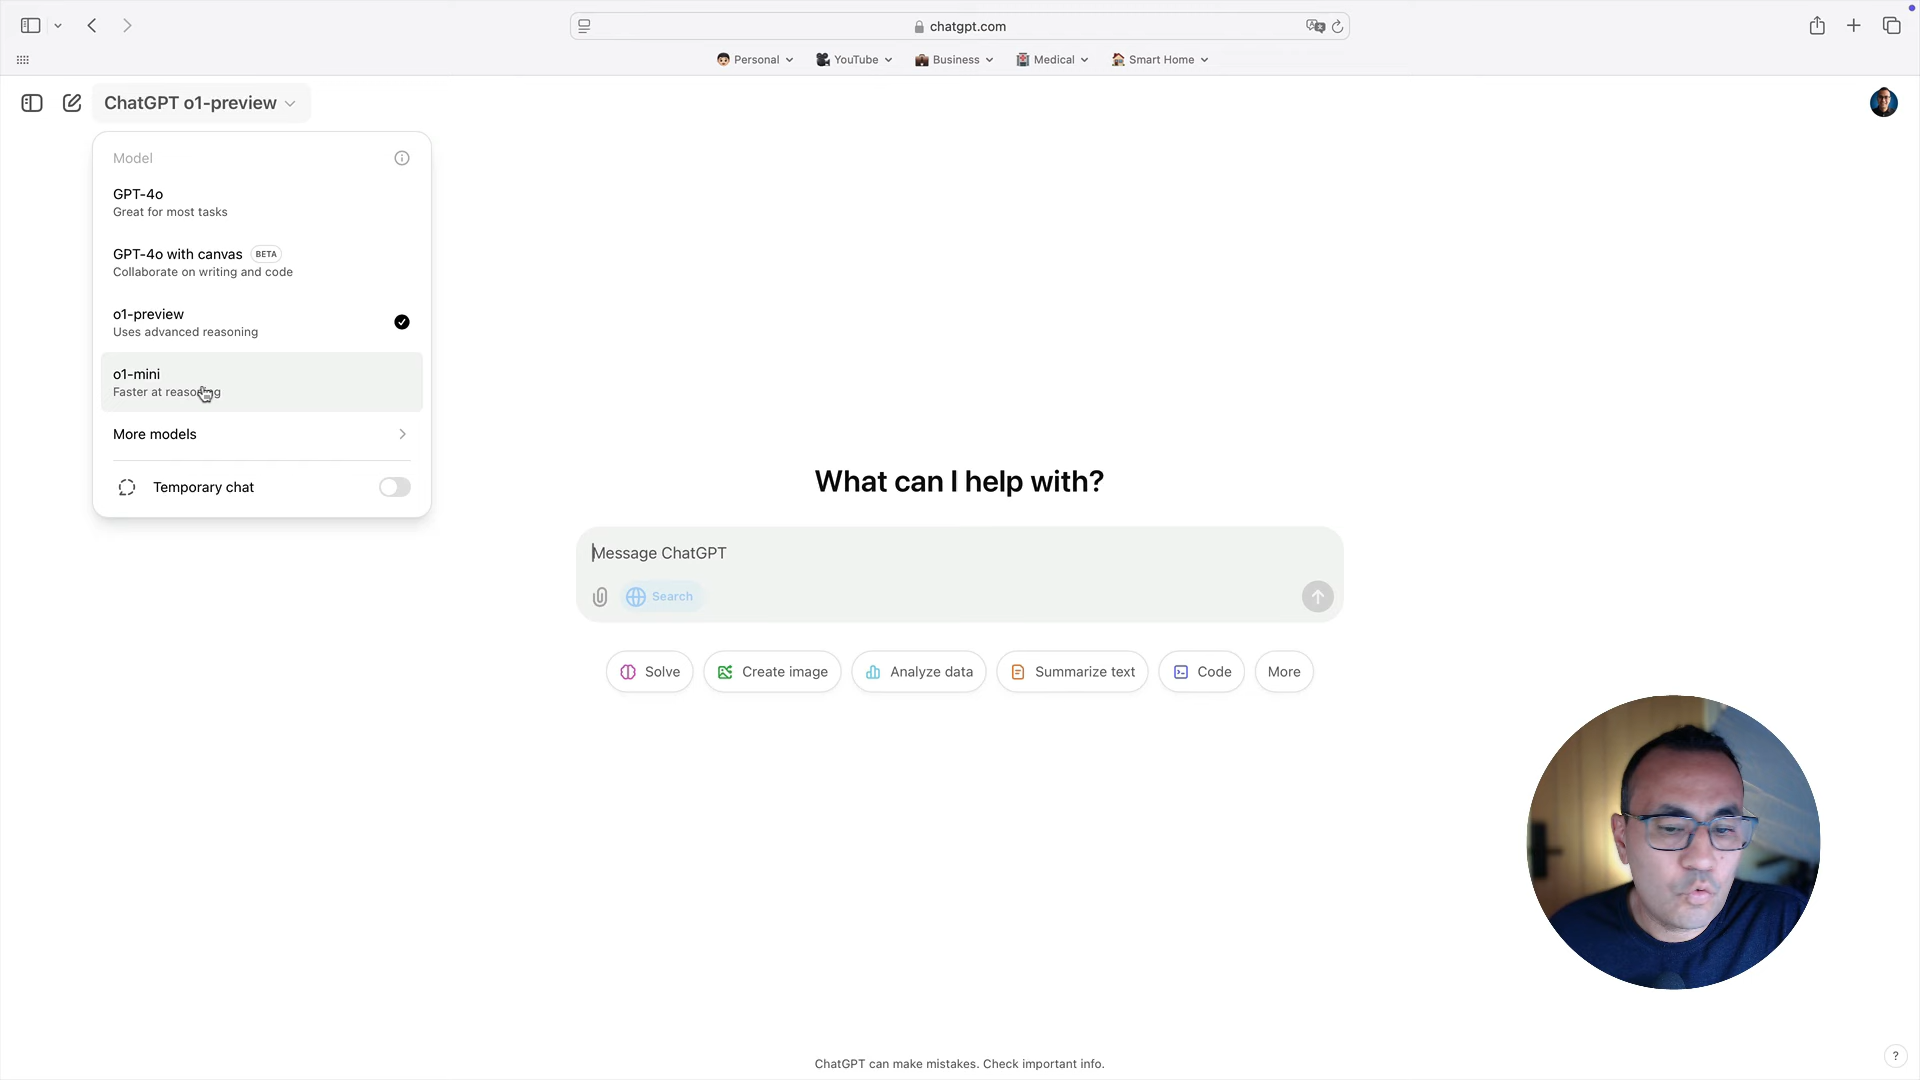 chatgpt.com
Personal
YouTube
Business
Medical
Smart Home
ChatGPT o1-preview
Model
GPT-4o
Great for most tasks
GPT-4o with canvas BETA
Collaborate on writing and code
o1-preview
Uses advanced reasoning
o1-mini
Faster at reasoning
More models
Temporary chat
What can I help with?
Message ChatGPT
Search
Solve
Create image
Analyze data
Summarize text
Code
More
ChatGPT can make mistakes. Check important info.
?